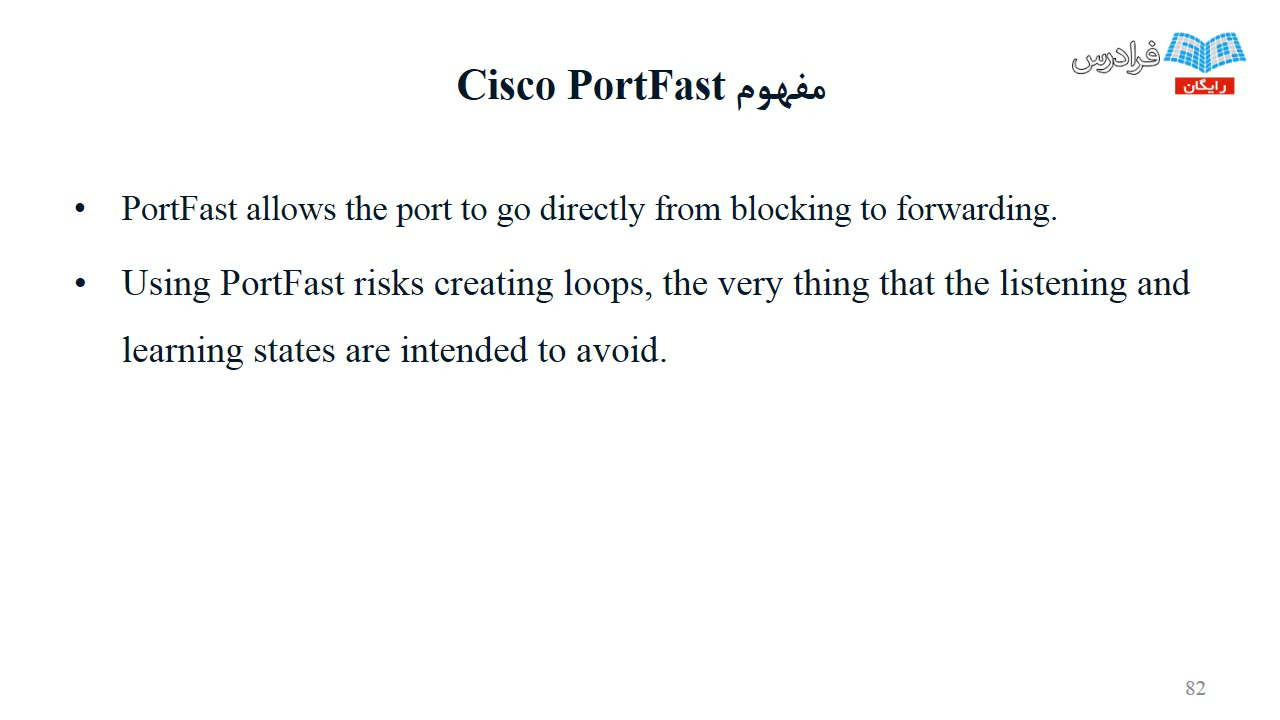 فرادرس
رایگان
مفهوم Cisco PortFast
• PortFast allows the port to go directly from blocking to forwarding.
• Using PortFast risks creating loops, the very thing that the listening and
learning states are intended to avoid.
82